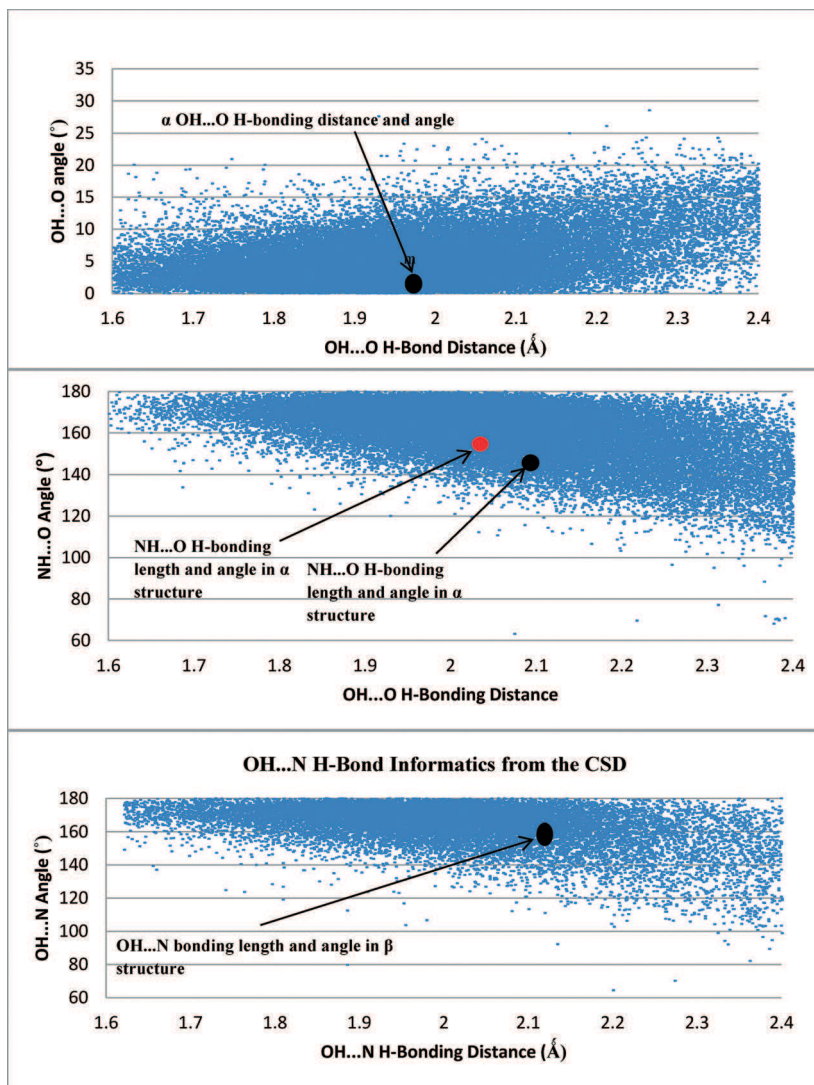 35
30
25
20
15
10
5
0
OH...O angle (°)
α OH...O H-bonding distance and angle
1.6 1.7 1.8 1.9 2 2.1 2.2 2.3 2.4
OH...O H-Bond Distance (Å)
180
160
140
120
100
80
60
NH...O Angle (°)
NH...O H-bonding
length and angle in α
structure
NH...O H-bonding
length and angle in α
structure
1.6 1.7 1.8 1.9 2 2.1 2.2 2.3 2.4
OH...O H-Bonding Distance
OH...N H-Bond Informatics from the CSD
180
160
140
120
100
80
60
OH...N Angle (°)
OH...N bonding length and angle in β
structure
1.6 1.7 1.8 1.9 2 2.1 2.2 2.3 2.4
OH...N H-Bonding Distance (Å)